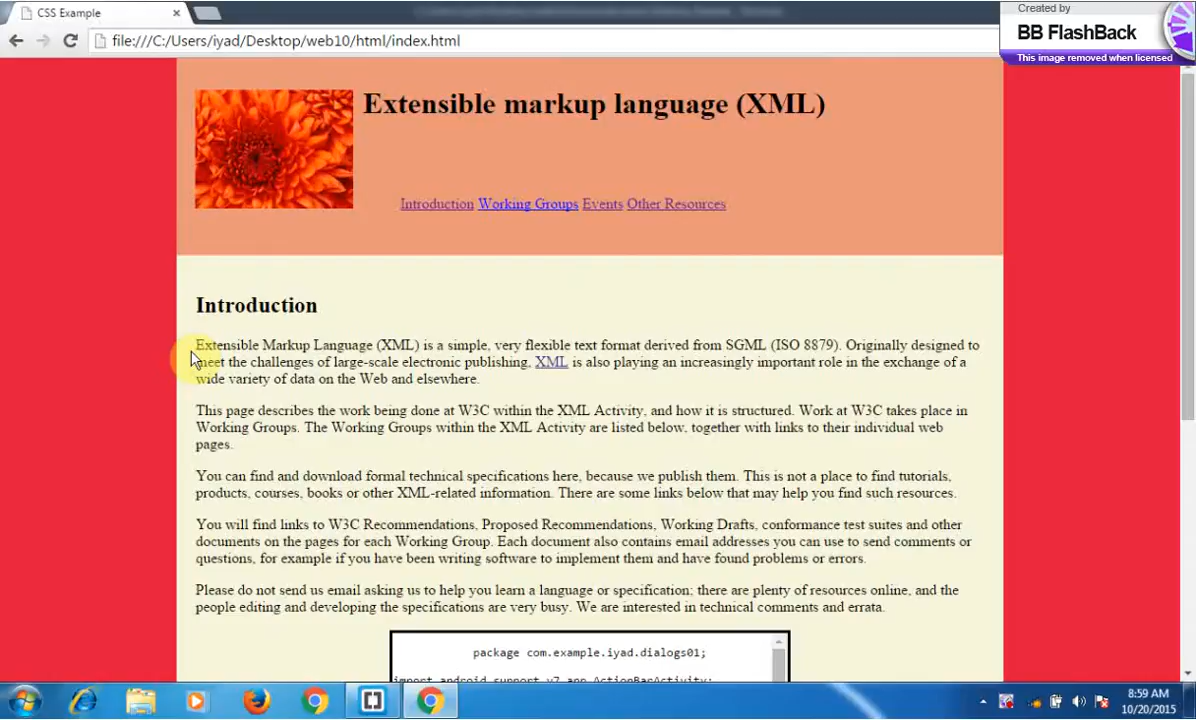 CSS Example
Created by
BB FlashBack
This image removed when licensed
file:///C:/Users/iyad/Desktop/web10/html/index.html
Extensible markup language (XML)
Introduction Working Groups Events Other Resources
Introduction
Extensible Markup Language (XML) is a simple, very flexible text format derived from SGML (ISO 8879). Originally designed to
meet the challenges of large-scale electronic publishing, XML is also playing an increasingly important role in the exchange of a
wide variety of data on the Web and elsewhere.
This page describes the work being done at W3C within the XML Activity, and how it is structured. Work at W3C takes place in
Working Groups. The Working Groups within the XML Activity are listed below, together with links to their individual web
pages.
You can find and download formal technical specifications here, because we publish them. This is not a place to find tutorials,
products, courses, books or other XML-related information. There are some links below that may help you find such resources.
You will find links to W3C Recommendations, Proposed Recommendations, Working Drafts, conformance test suites and other
documents on the pages for each Working Group. Each document also contains email addresses you can use to send comments or
questions, for example if you have been writing software to implement them and have found problems or errors.
Please do not send us email asking us to help you learn a language or specification; there are plenty of resources online, and the
people editing and developing the specifications are very busy. We are interested in technical comments and errata.
package com.example.iyad.dialogs01;
import android.support.v7.app.ActionBarActivity;
8:59 AM
10/20/2015